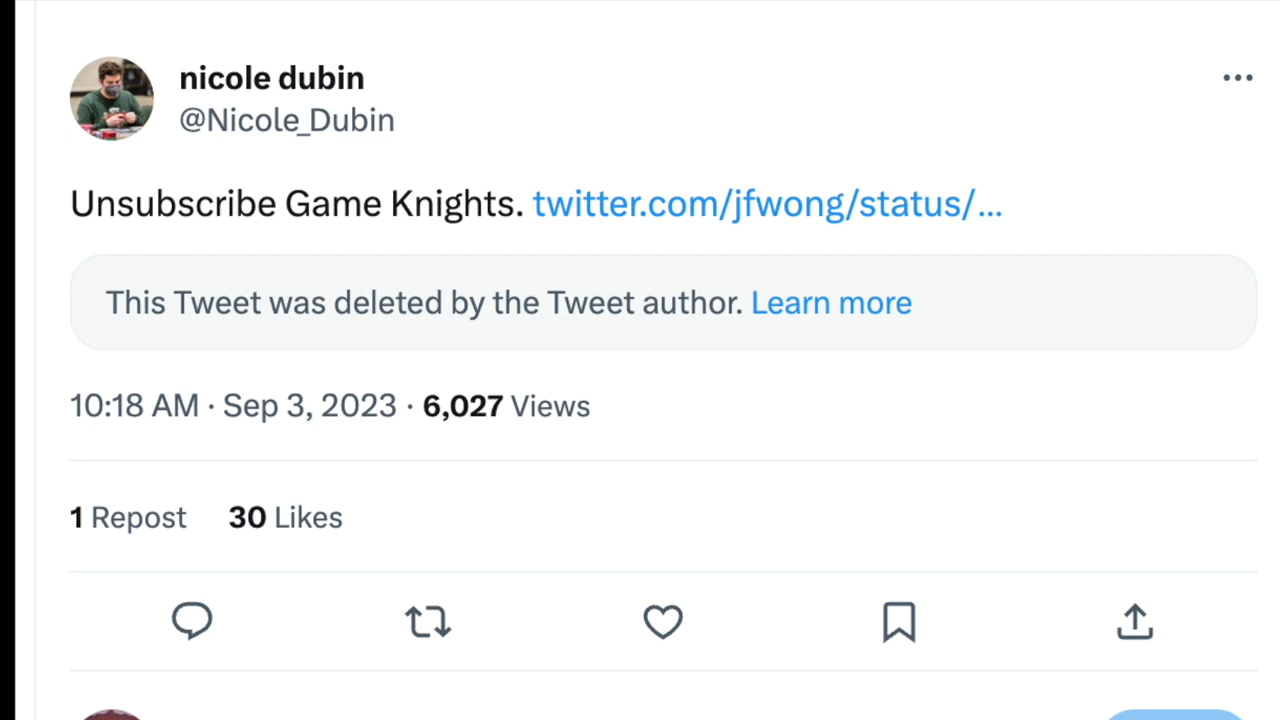 nicole dubin
@Nicole_Dubin
Unsubscribe Game Knights. twitter.com/jfwong/status/...
This Tweet was deleted by the Tweet author. Learn more
10:18 AM · Sep 3, 2023 · 6,027 Views
1 Repost 30 Likes